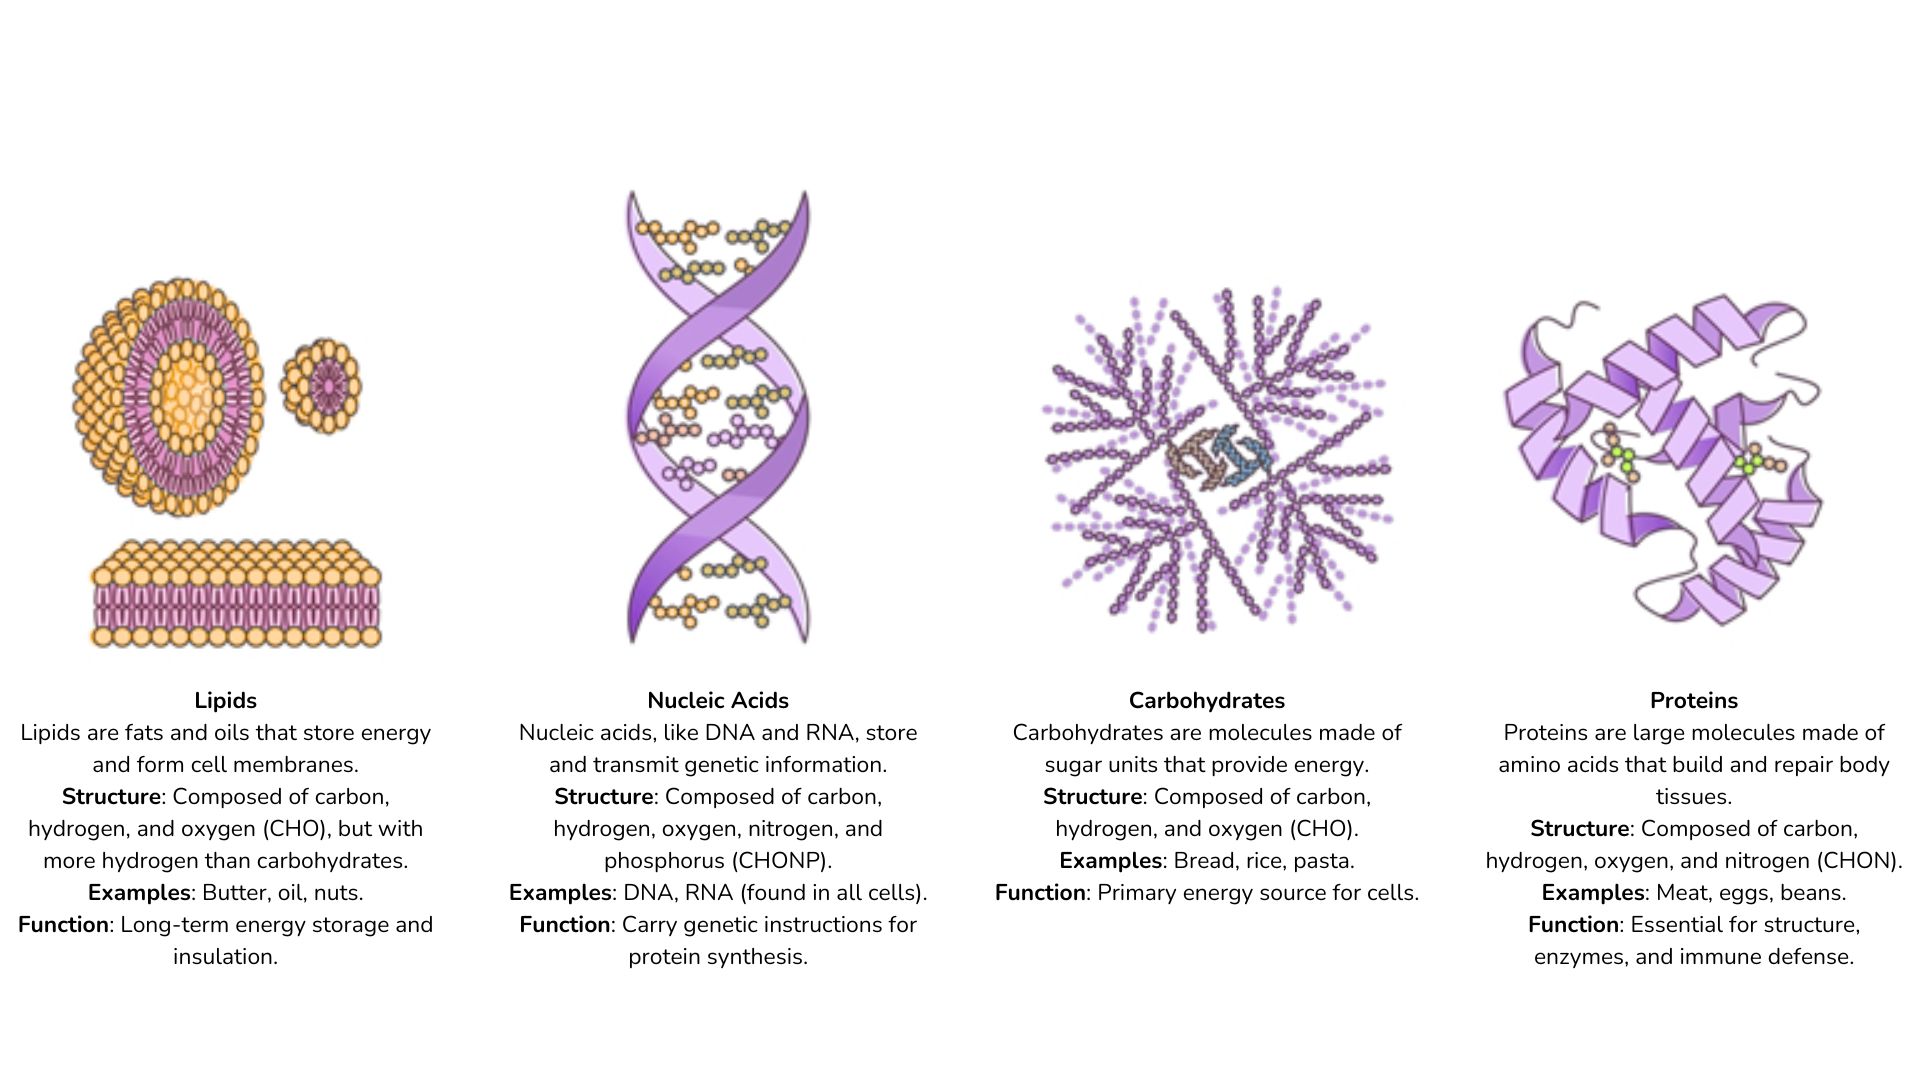 Lipids
Lipids are fats and oils that store energy
and form cell membranes.
Structure: Composed of carbon,
hydrogen, and oxygen (CHO), but with
more hydrogen than carbohydrates.
Examples: Butter, oil, nuts.
Function: Long-term energy storage and
insulation.
Nucleic Acids
Nucleic acids, like DNA and RNA, store
and transmit genetic information.
Structure: Composed of carbon,
hydrogen, oxygen, nitrogen, and
phosphorus (CHONP).
Examples: DNA, RNA (found in all cells).
Function: Carry genetic instructions for
protein synthesis.
Carbohydrates
Carbohydrates are molecules made of
sugar units that provide energy.
Structure: Composed of carbon,
hydrogen, and oxygen (CHO).
Examples: Bread, rice, pasta.
Function: Primary energy source for cells.
Proteins
Proteins are large molecules made of
amino acids that build and repair body
tissues.
Structure: Composed of carbon,
hydrogen, oxygen, and nitrogen (CHON).
Examples: Meat, eggs, beans.
Function: Essential for structure,
enzymes, and immune defense.